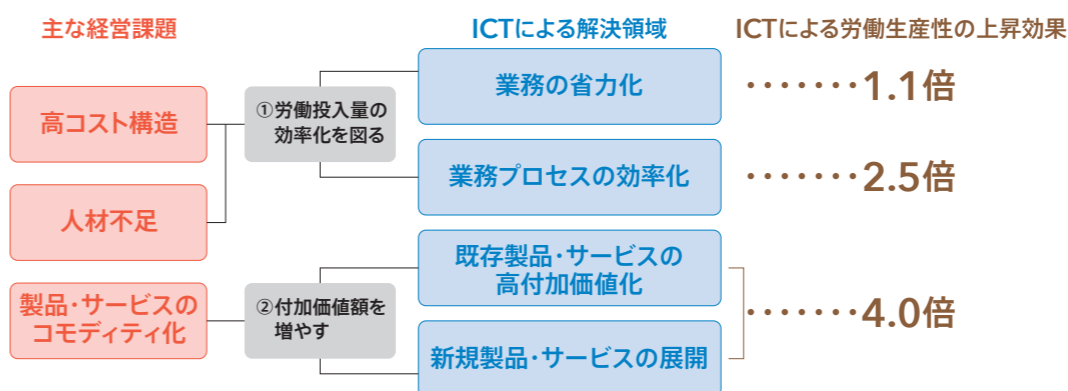 主な経営課題
ICTによる解決領域
ICTによる労働生産性の上昇効果
高コスト構造
人材不足
製品・サービスの
コモディティ化
①労働投入量の
効率化を図る
②付加価値額を
増やす
業務の省力化
業務プロセスの効率化
既存製品・サービスの
高付加価値化
新規製品・サービスの展開
・・・・・・・1.1倍
・・・・・・・2.5倍
・・・・・・・4.0倍